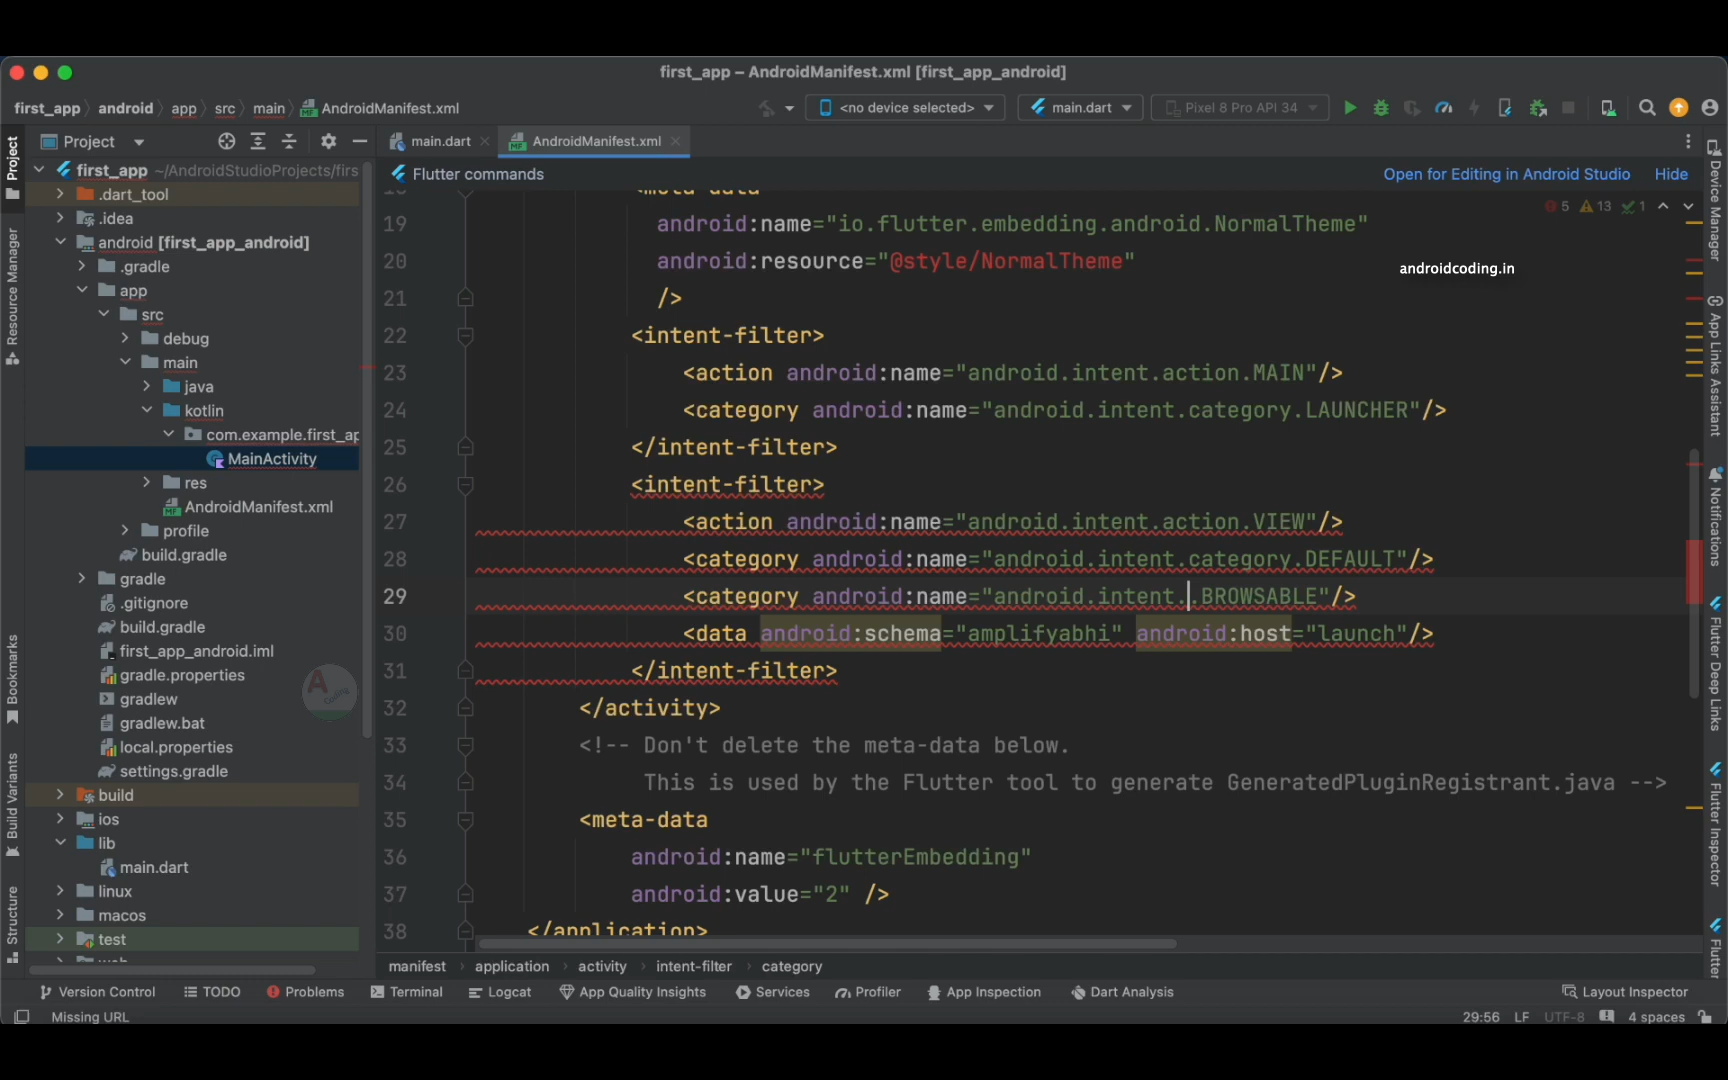 first_app – AndroidManifest.xml [first_app_android]
first_app android app src main AndroidManifest.xml
<no device selected> main.dart Pixel 8 Pro API 34
Project
main.dart AndroidManifest.xml
Flutter commands Open for Editing in Android Studio Hide
first_app ~/AndroidStudioProjects/firs
.dart_tool
.idea
android [first_app_android]
.gradle
app
src
debug
main
java
kotlin
com.example.first_ap
MainActivity
res
AndroidManifest.xml
profile
build.gradle
gradle
.gitignore
build.gradle
first_app_android.iml
gradle.properties
gradlew
gradlew.bat
local.properties
settings.gradle
build
ios
lib
main.dart
linux
macos
test
web
Project
Resource Manager
Bookmarks
Build Variants
Structure
5 13 1
androidcoding.in
18 <meta-data
19 android:name="io.flutter.embedding.android.NormalTheme"
20 android:resource="@style/NormalTheme"
21 />
22 <intent-filter>
23 <action android:name="android.intent.action.MAIN"/>
24 <category android:name="android.intent.category.LAUNCHER"/>
25 </intent-filter>
26 <intent-filter>
27 <action android:name="android.intent.action.VIEW"/>
28 <category android:name="android.intent.category.DEFAULT"/>
29 <category android:name="android.intent..BROWSABLE"/>
30 <data android:schema="amplifyabhi" android:host="launch"/>
31 </intent-filter>
32 </activity>
33 <!-- Don't delete the meta-data below.
34 This is used by the Flutter tool to generate GeneratedPluginRegistrant.java -->
35 <meta-data
36 android:name="flutterEmbedding"
37 android:value="2" />
38 </application>
A
Coding
Device Manager
App Links Assistant
Notifications
Flutter Deep Links
Flutter Inspector
Flutter
manifest application activity intent-filter category
Version Control TODO Problems Terminal Logcat App Quality Insights Services Profiler App Inspection Dart Analysis Layout Inspector
Missing URL 29:56 LF UTF-8 4 spaces